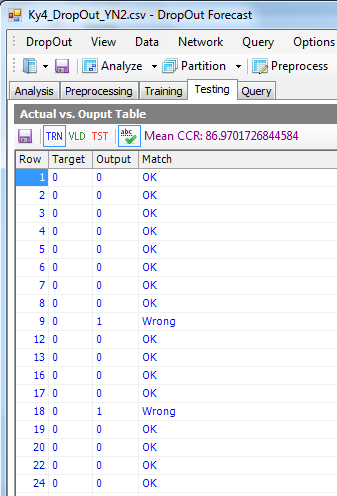 Ky4_DropOut_YN2.csv - DropOut Forecast
DropOut View Data Network Query Options
Analyze Partition Preprocess
Analysis Preprocessing Training Testing Query
Actual vs. Ouput Table
TRN VLD TST abc Mean CCR: 86.9701726844584
Row Target Output Match
1 0 0 OK
2 0 0 OK
3 0 0 OK
4 0 0 OK
5 0 0 OK
6 0 0 OK
7 0 0 OK
8 0 0 OK
9 0 1 Wrong
12 0 0 OK
13 0 0 OK
16 0 0 OK
17 0 0 OK
18 0 1 Wrong
19 0 0 OK
20 0 0 OK
22 0 0 OK
24 0 0 OK